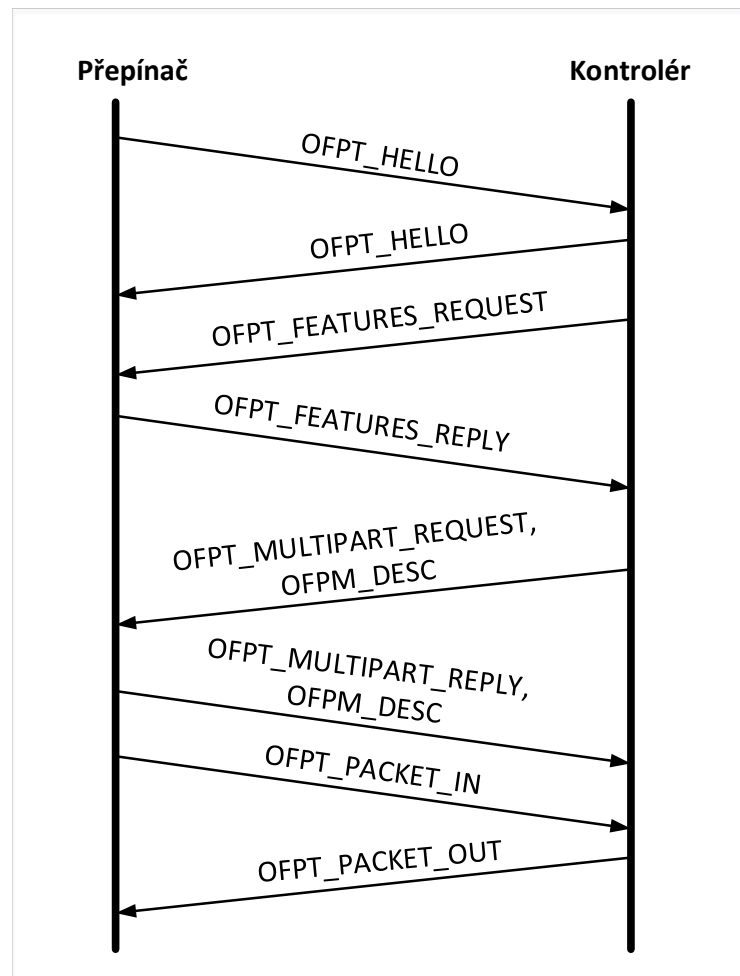 Přepínač
Kontrolér
OFPT_HELLO
OFPT_HELLO
OFPT_FEATURES_REQUEST
OFPT_FEATURES_REPLY
OFPT_MULTIPART_REQUEST,
OFPM_DESC
OFPT_MULTIPART_REPLY,
OFPM_DESC
OFPT_PACKET_IN
OFPT_PACKET_OUT